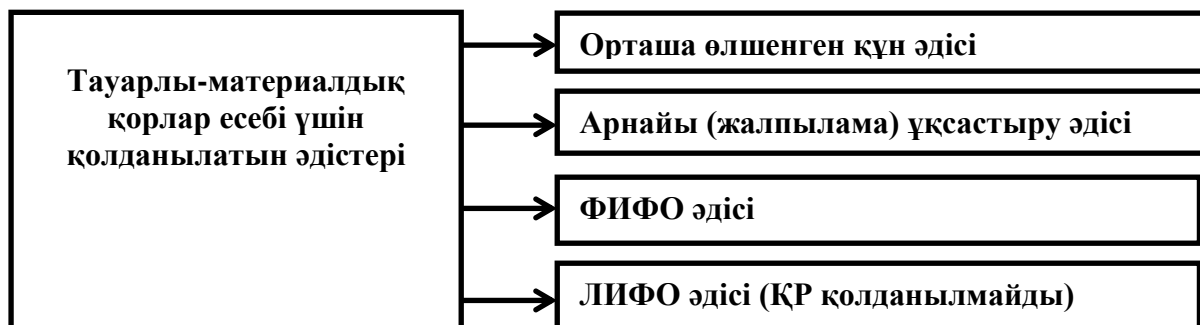 Тауарлы-материалдық
қорлар есебі үшін
қолданылатын әдістері
Орташа өлшенген құн әдісі
Арнайы (жалпылама) ұқсастыру әдісі
ФИФО әдісі
ЛИФО әдісі (ҚР қолданылмайды)